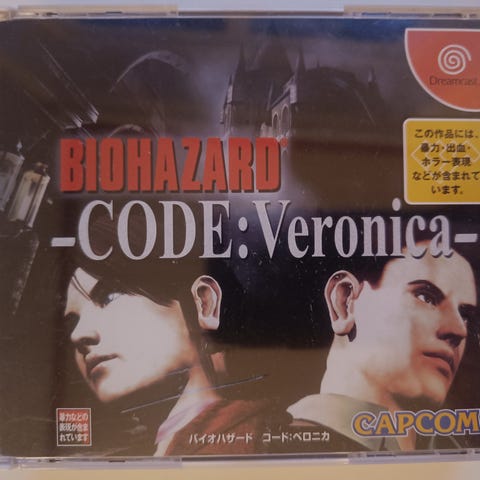 Dreamcast
この作品には、
暴力・出血・
ホラー表現
などが含まれて
います。
BIOHAZARD
-CODE:Veronica-
暴力などの
表現が含ま
れています
CAPCOM
バイオハザード コード:ベロニカ